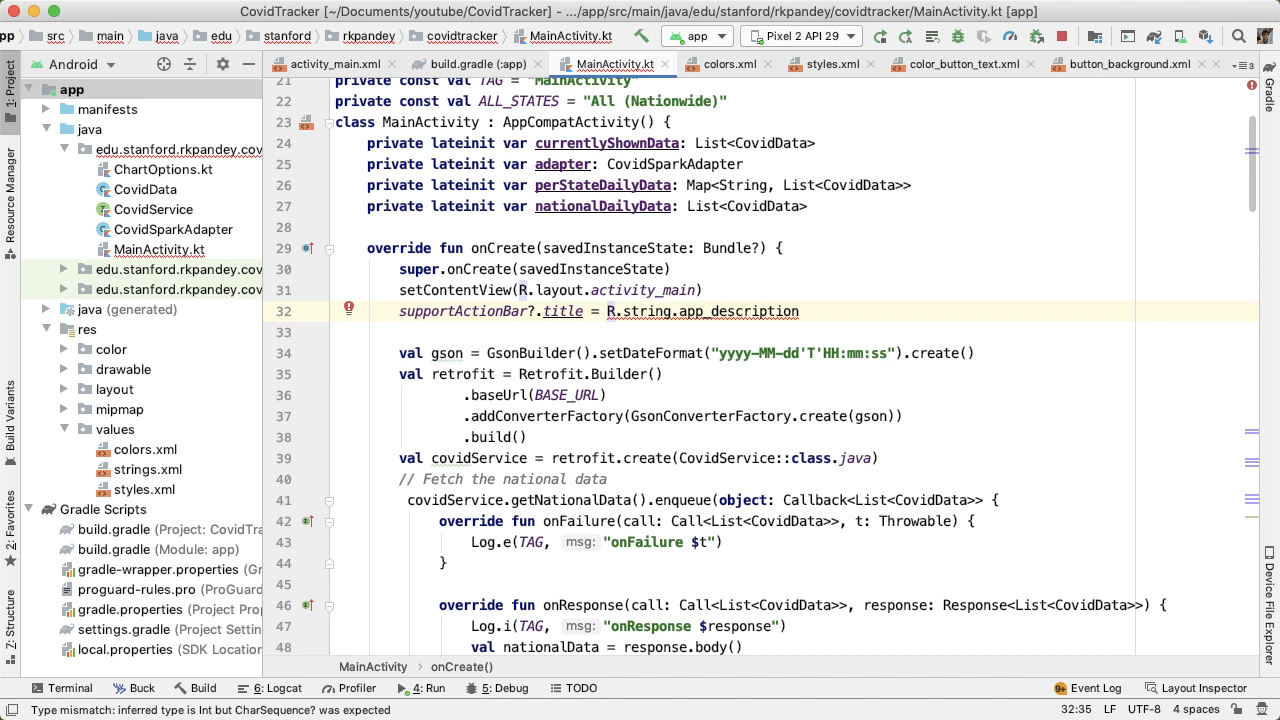 CovidTracker [~/Documents/youtube/CovidTracker] - .../app/src/main/java/edu/stanford/rkpandey/covidtracker/MainActivity.kt [app]
pp src main java edu stanford rkpandey covidtracker MainActivity.kt app Pixel 2 API 29
Android activity_main.xml build.gradle (:app) MainActivity.kt colors.xml styles.xml color_button_text.xml button_background.xml
1: Project
Resource Manager
Build Variants
2: Favorites
Z: Structure
app
manifests
java
edu.stanford.rkpandey.cov
ChartOptions.kt
CovidData
CovidService
CovidSparkAdapter
MainActivity.kt
edu.stanford.rkpandey.cov
edu.stanford.rkpandey.cov
java (generated)
res
color
drawable
layout
mipmap
values
colors.xml
strings.xml
styles.xml
Gradle Scripts
build.gradle (Project: CovidTra
build.gradle (Module: app)
gradle-wrapper.properties (Gr
proguard-rules.pro (ProGuard
gradle.properties (Project Prop
settings.gradle (Project Settin
local.properties (SDK Location
21 private const val TAG = "MainActivity"
22 private const val ALL_STATES = "All (Nationwide)"
23 class MainActivity : AppCompatActivity() {
24 private lateinit var currentlyShownData: List<CovidData>
25 private lateinit var adapter: CovidSparkAdapter
26 private lateinit var perStateDailyData: Map<String, List<CovidData>>
27 private lateinit var nationalDailyData: List<CovidData>
28
29 override fun onCreate(savedInstanceState: Bundle?) {
30 super.onCreate(savedInstanceState)
31 setContentView(R.layout.activity_main)
32 supportActionBar?.title = R.string.app_description
33
34 val gson = GsonBuilder().setDateFormat("yyyy-MM-dd'T'HH:mm:ss").create()
35 val retrofit = Retrofit.Builder()
36 .baseUrl(BASE_URL)
37 .addConverterFactory(GsonConverterFactory.create(gson))
38 .build()
39 val covidService = retrofit.create(CovidService::class.java)
40 // Fetch the national data
41 covidService.getNationalData().enqueue(object: Callback<List<CovidData>> {
42 override fun onFailure(call: Call<List<CovidData>>, t: Throwable) {
43 Log.e(TAG, msg: "onFailure $t")
44 }
45
46 override fun onResponse(call: Call<List<CovidData>>, response: Response<List<CovidData>>) {
47 Log.i(TAG, msg: "onResponse $response")
48 val nationalData = response.body()
MainActivity › onCreate()
Gradle
Device File Explorer
Terminal Buck Build 6: Logcat Profiler 4: Run 5: Debug TODO 9+ Event Log Layout Inspector
Type mismatch: inferred type is Int but CharSequence? was expected 32:35 LF UTF-8 4 spaces